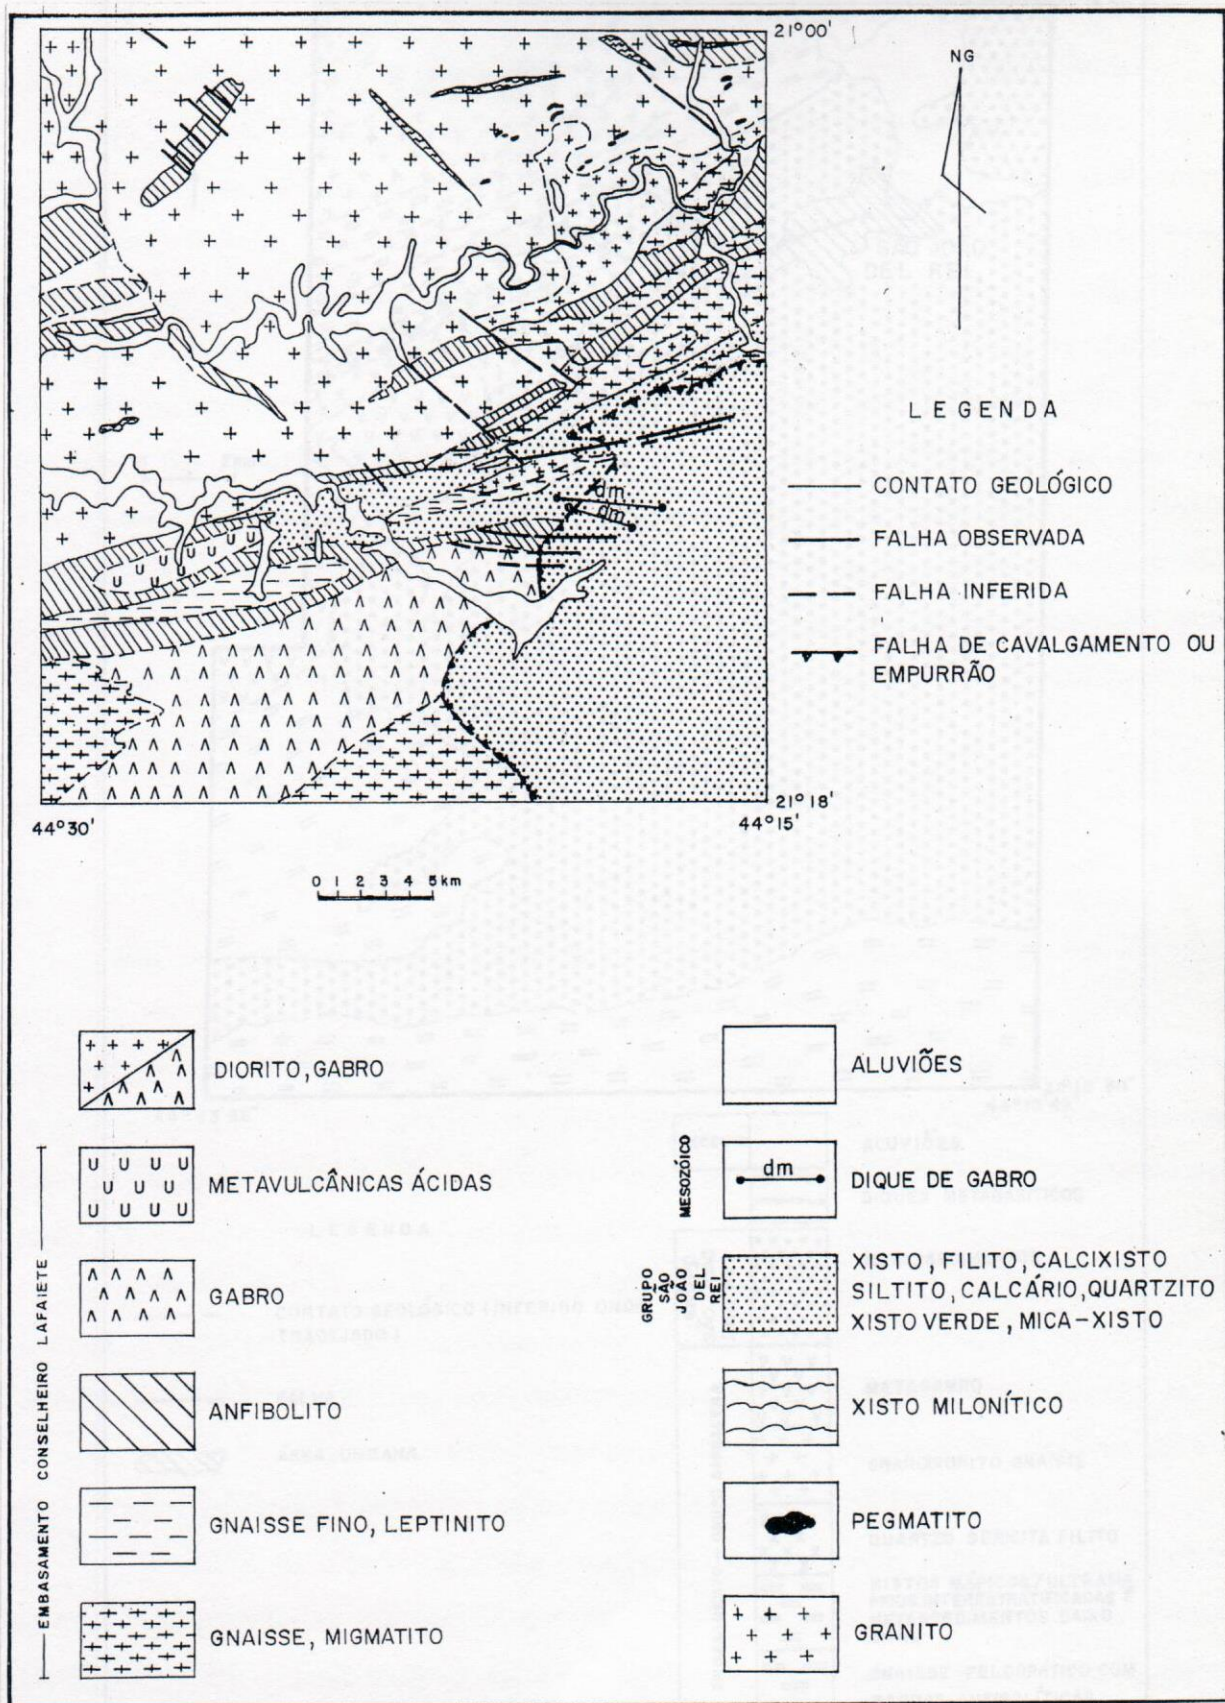 21°00'
NG
LEGENDA
CONTATO GEOLÓGICO
FALHA OBSERVADA
FALHA INFERIDA
FALHA DE CAVALGAMENTO OU
EMPURRÃO
dm
dm
21°18'
44°30'
44°15'
0 1 2 3 4 5km
DIORITO, GABRO
METAVULCÂNICAS ÁCIDAS
GABRO
ANFIBOLITO
GNAISSE FINO, LEPTINITO
GNAISSE, MIGMATITO
EMBASAMENTO CONSELHEIRO LAFAIETE
ALUVIÕES
MESOZÓICO
dm
DIQUE DE GABRO
GRUPO
SÃO
JOÃO
DEL
REI
XISTO, FILITO, CALCIXISTO
SILTITO, CALCÁRIO, QUARTZITO
XISTO VERDE, MICA-XISTO
XISTO MILONÍTICO
PEGMATITO
GRANITO